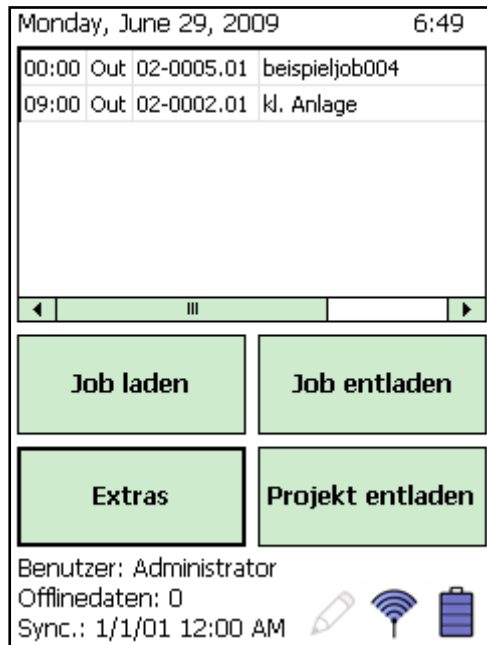 Monday, June 29, 2009 6:49
00:00 Out 02-0005.01 beispieljob004
09:00 Out 02-0002.01 kl. Anlage
Job laden Job entladen
Extras Projekt entladen
Benutzer: Administrator
Offlinedaten: 0
Sync.: 1/1/01 12:00 AM